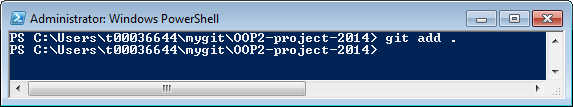 Administrator: Windows PowerShell
PS C:\Users\t00036644\mygit\OOP2-project-2014> git add .
PS C:\Users\t00036644\mygit\OOP2-project-2014>